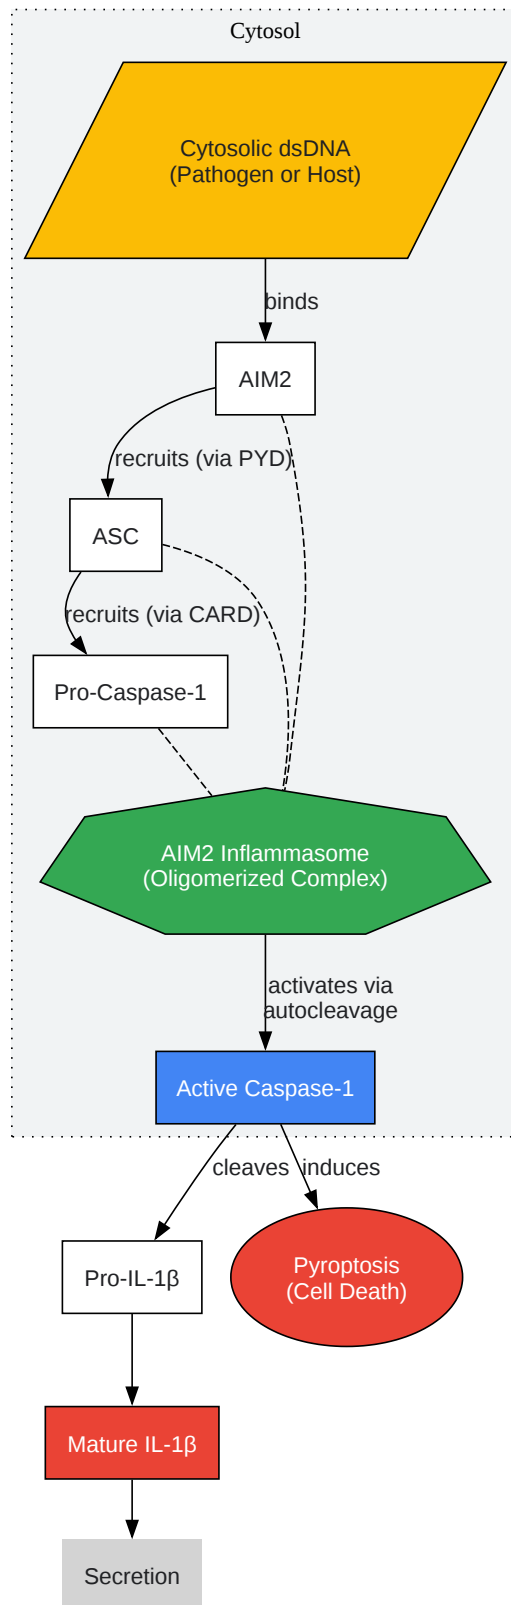 Cytosol
Cytosolic dsDNA
(Pathogen or Host)
binds
AIM2
recruits (via PYD)
ASC
recruits (via CARD)
Pro-Caspase-1
AIM2 Inflammasome
(Oligomerized Complex)
activates via
autocleavage
Active Caspase-1
cleaves
induces
Pro-IL-1β
Pyroptosis
(Cell Death)
Mature IL-1β
Secretion